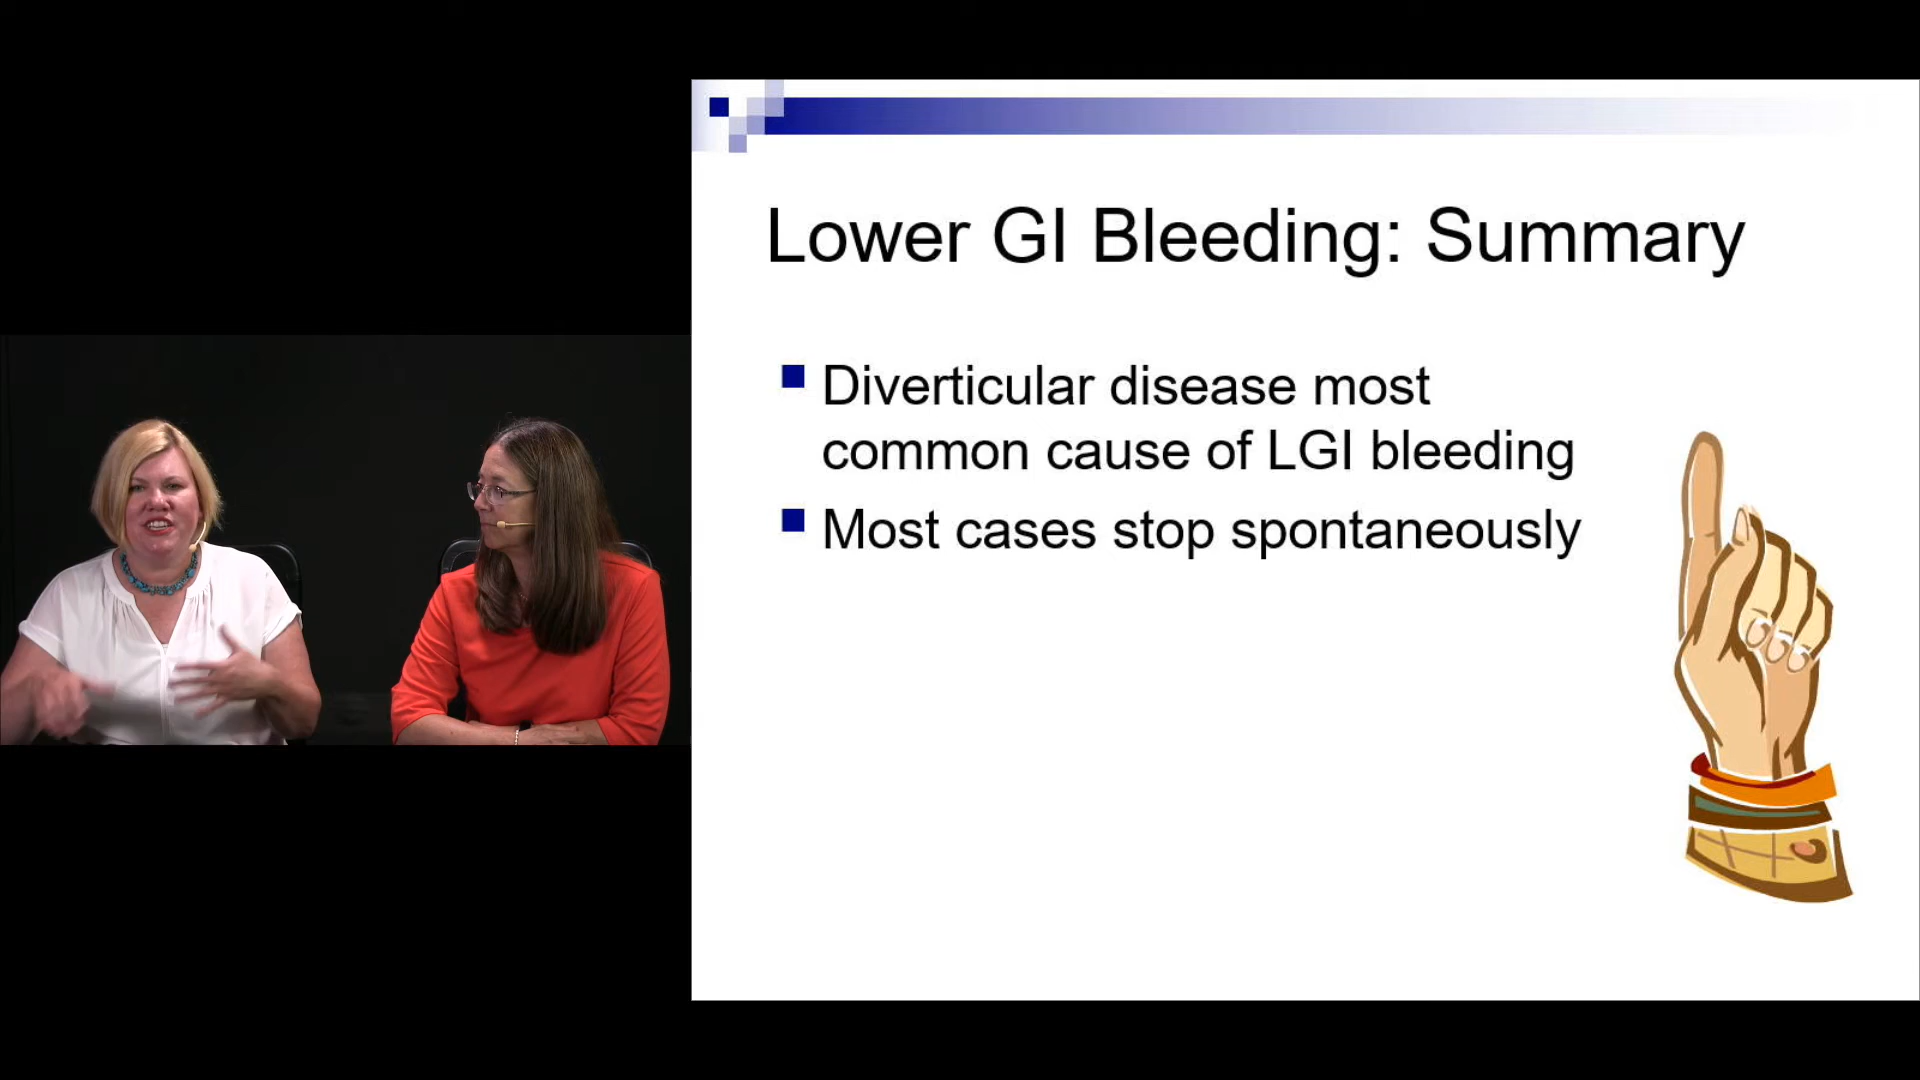 Lower GI Bleeding: Summary
Diverticular disease most
common cause of LGI bleeding
Most cases stop spontaneously